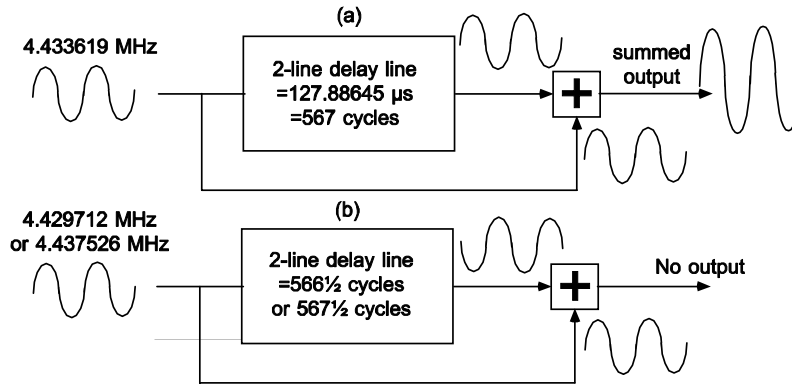 (a)
4.433619 MHz
2-line delay line
=127.88645 µs
=567 cycles
+
summed
output
(b)
4.429712 MHz
or 4.437526 MHz
2-line delay line
=566½ cycles
or 567½ cycles
+
No output